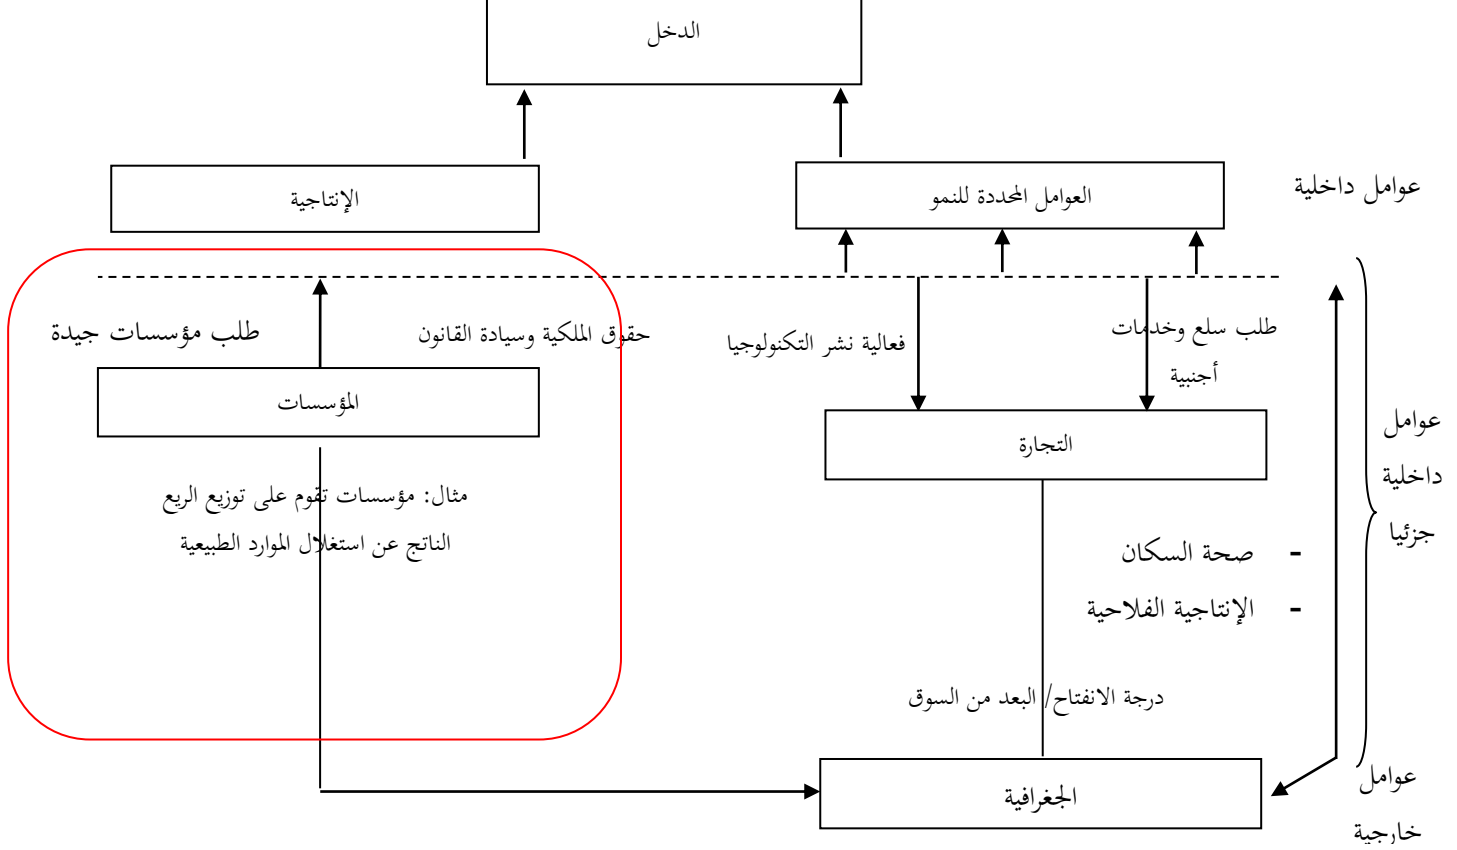 الدخل
الإنتاجية
العوامل المحددة للنمو
عوامل داخلية
طلب مؤسسات جيدة
حقوق الملكية وسيادة القانون
فعالية نشر التكنولوجيا
طلب سلع وخدمات
أجنبية
المؤسسات
التجارة
عوامل
داخلية
جزئيا
مثال: مؤسسات تقوم على توزيع الريع
الناتج عن استغلال الموارد الطبيعية
- صحة السكان
- الإنتاجية الفلاحية
درجة الانفتاح/ البعد من السوق
الجغرافية
عوامل
خارجية